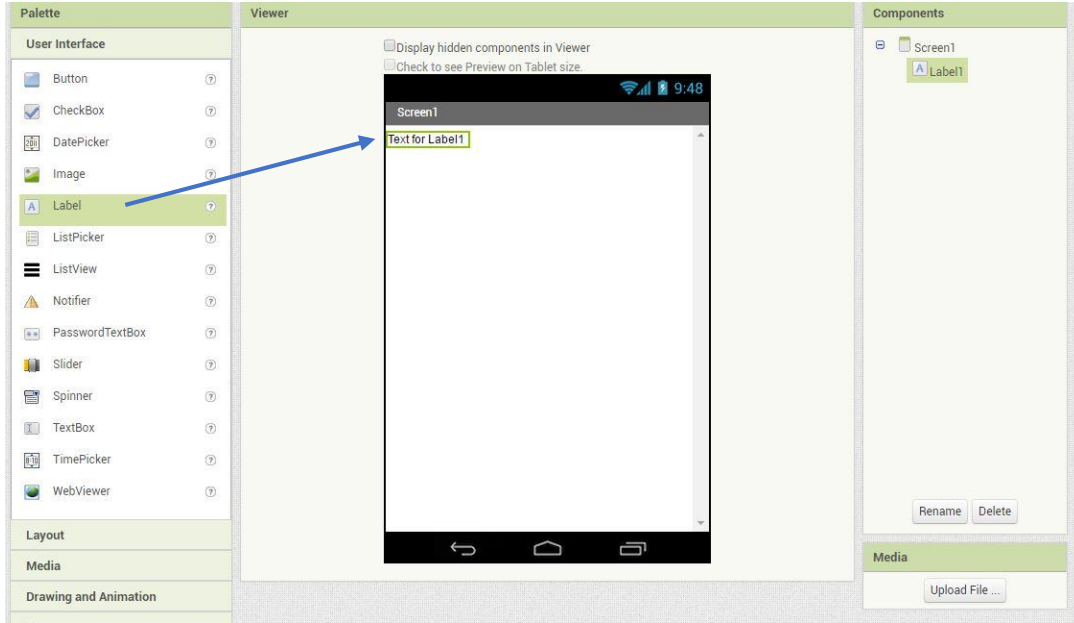 Palette
User Interface
Button
CheckBox
DatePicker
Image
Label
ListPicker
ListView
Notifier
PasswordTextBox
Slider
Spinner
TextBox
TimePicker
WebViewer
Layout
Media
Drawing and Animation
Viewer
Display hidden components in Viewer
Check to see Preview on Tablet size.
9:48
Screen1
Text for Label1
Components
Screen1
A Label1
Rename Delete
Media
Upload File ...